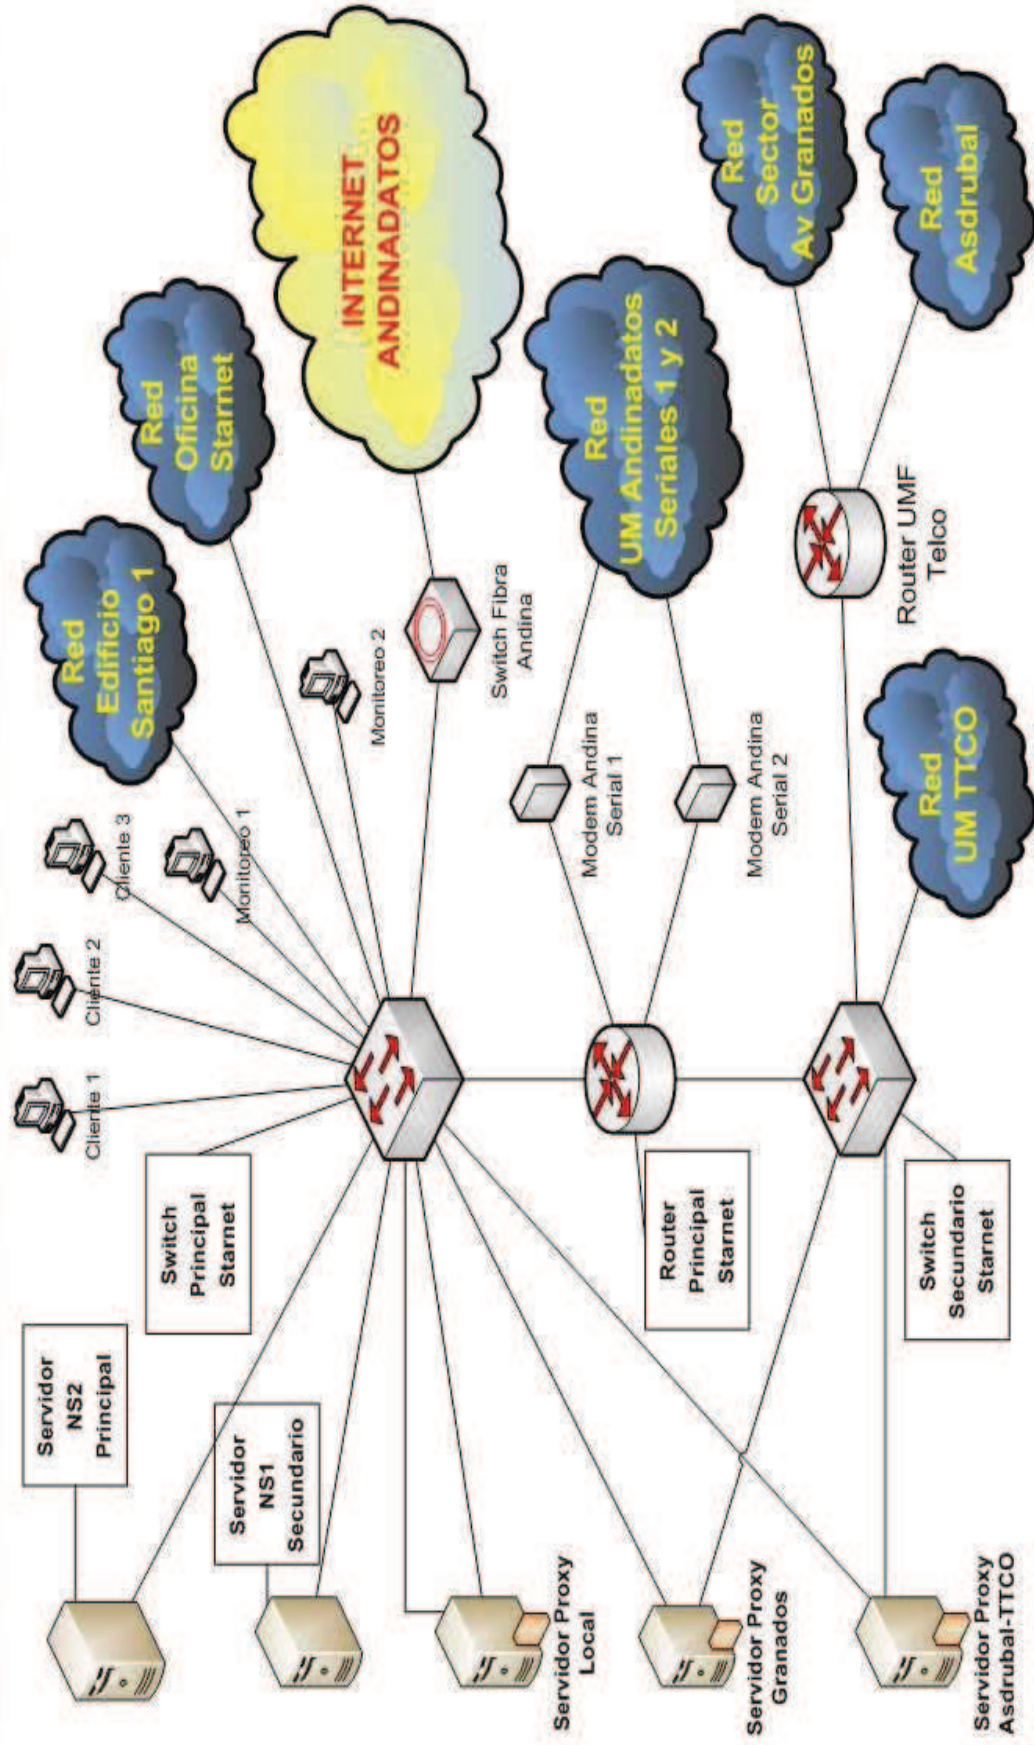 Servidor
NS2
Principal
Servidor
NS1
Secundario
Servidor Proxy
Local
Servidor Proxy
Granados
Servidor Proxy
Asdrubal-TTCO
Switch
Principal
Starnet
Router
Principal
Starnet
Switch
Secundario
Starnet
Cliente 1
Cliente 2
Cliente 3
Monitoreo 1
Monitoreo 2
Red
Edificio
Santiago 1
Red
Oficina
Starnet
INTERNET
ANDINADATOS
Switch Fibra
Andina
Modem Andina
Serial 1
Modem Andina
Serial 2
Red
UM Andinadatos
Seriales 1 y 2
Red
UM TTCO
Router UMF
Telco
Red
Sector
Av Granados
Red
Asdrubal